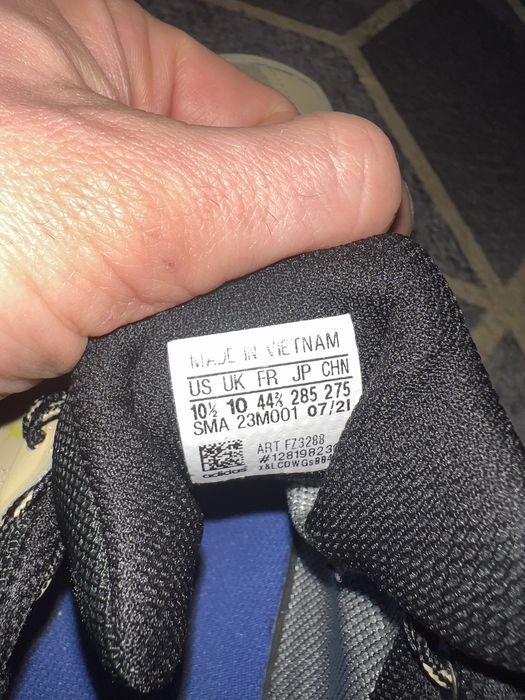 MADE IN VIETNAM
US UK FR JP CHN
10½ 10 44⅔ 285 275
SMA 23M001 07/21
ART FZ3288
#1281982
adidas